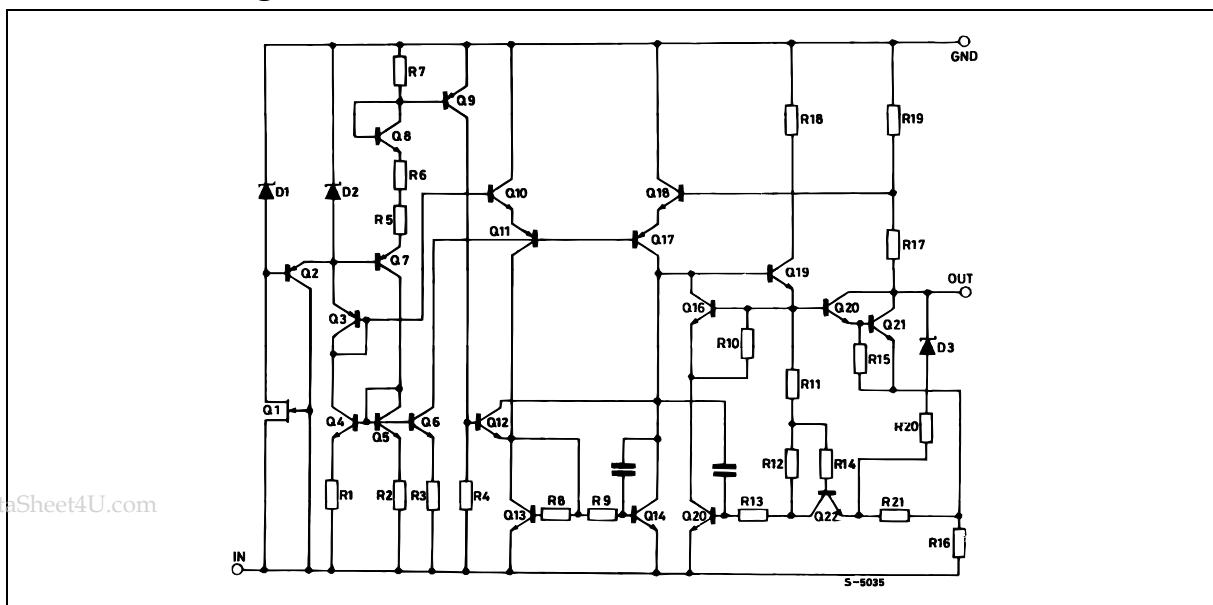 GND
R7
Q9
R18
R19
Q8
D1
D2
R6
Q10
Q18
R5
Q11
Q17
R17
Q2
Q7
Q19
OUT
Q3
Q16
Q20
Q21
R10
R15
D3
R11
Q1
Q4
Q5
Q6
Q12
R20
R12
R14
R1
R2
R3
R4
R8
R9
R13
R21
Q13
Q14
Q20
Q22
R16
IN
S-5035
taSheet4U.com